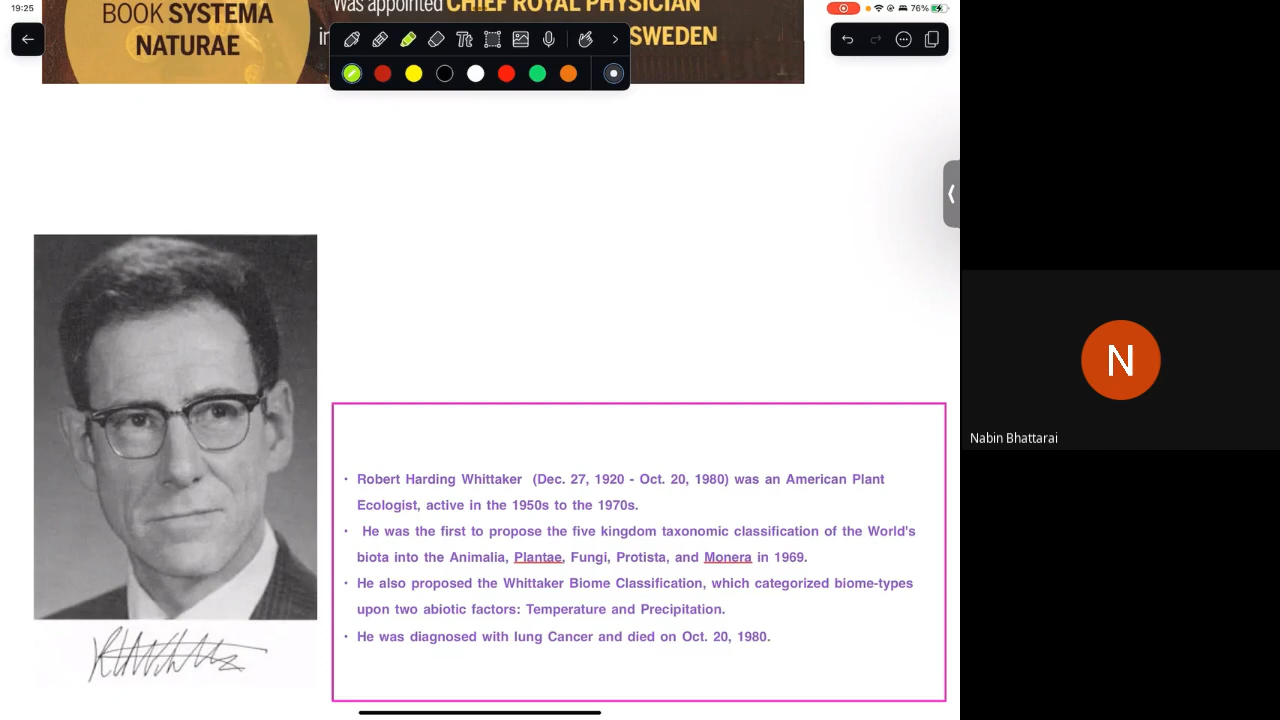 19:25
76%
BOOK SYSTEMA
NATURAE
Was appointed CHIEF ROYAL PHYSICIAN
in
SWEDEN
Tt
N
Nabin Bhattarai
• Robert Harding Whittaker (Dec. 27, 1920 - Oct. 20, 1980) was an American Plant
Ecologist, active in the 1950s to the 1970s.
• He was the first to propose the five kingdom taxonomic classification of the World's
biota into the Animalia, Plantae, Fungi, Protista, and Monera in 1969.
• He also proposed the Whittaker Biome Classification, which categorized biome-types
upon two abiotic factors: Temperature and Precipitation.
• He was diagnosed with lung Cancer and died on Oct. 20, 1980.